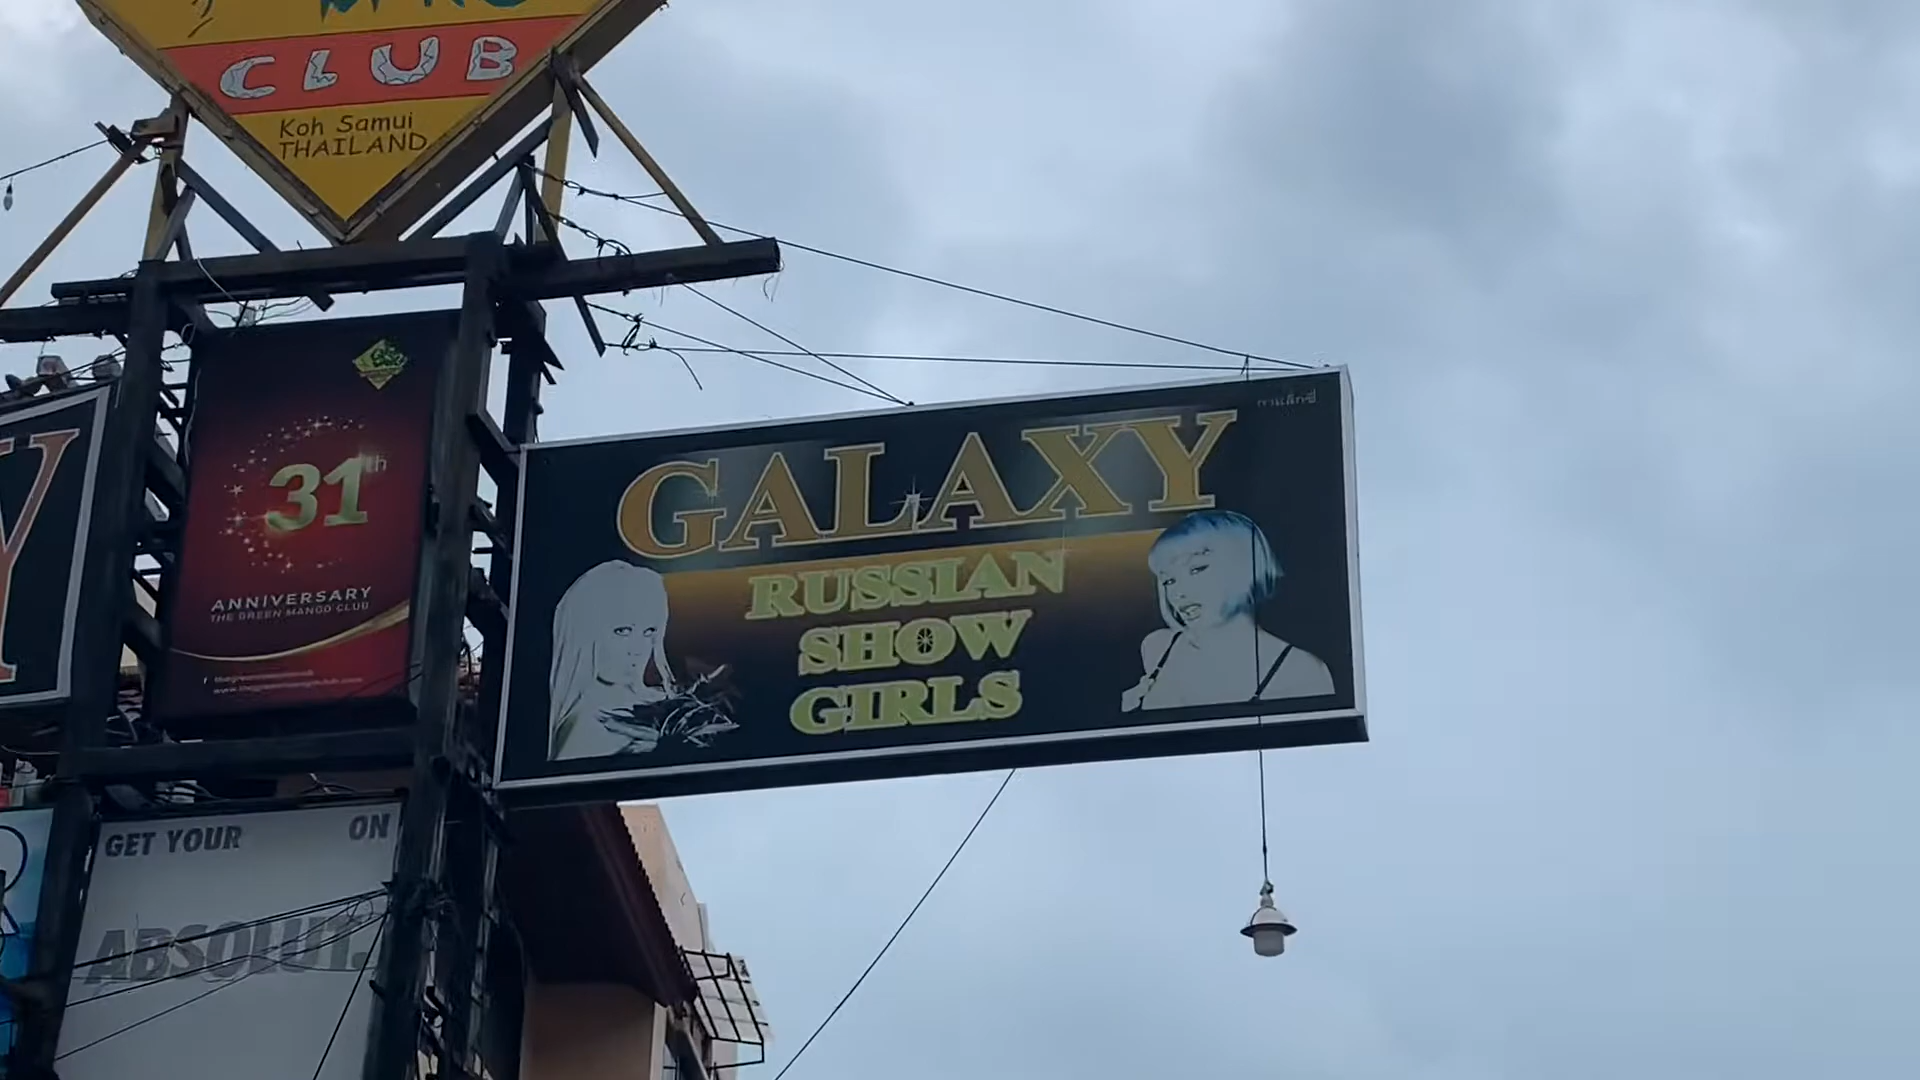 CLUB
Koh Samui
THAILAND
31th
ANNIVERSARY
THE GREEN MANGO CLUB
GALAXY
RUSSIAN
SHOW
GIRLS
Y
GET YOUR ON
ABSOLUT.